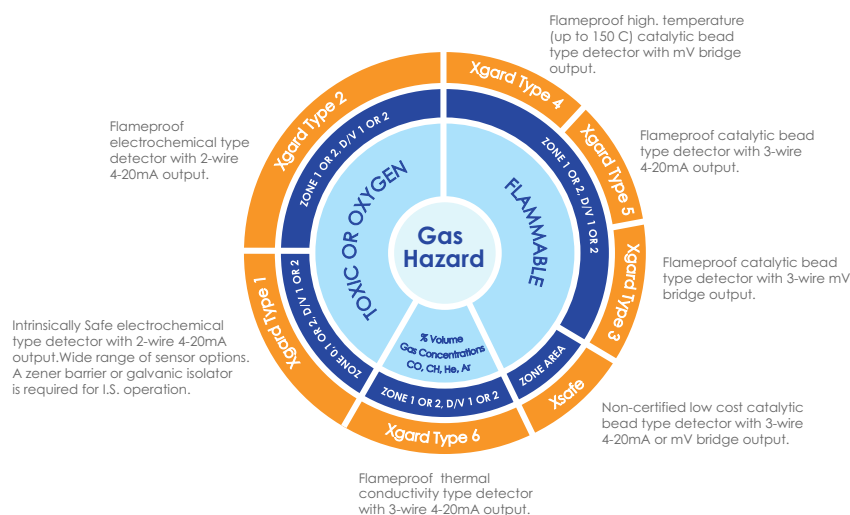 Flameproof high. temperature
(up to 150 C) catalytic bead
type detector with mV bridge
output.
Xgard Type 2
Xgard Type 4
Flameproof
electrochemical type
detector with 2-wire
4-20mA output.
ZONE 1 OR 2, D/V 1 OR 2
ZONE 1 OR 2, D/V 1 OR 2
Xgard Type 5
Flameproof catalytic bead
type detector with 3-wire
4-20mA output.
TOXIC OR OXYGEN
FLAMMABLE
Gas
Hazard
Xgard Type 3
Flameproof catalytic bead
type detector with 3-wire mV
bridge output.
Xgard Type 1
ZONE 0,1 OR 2, D/V 1 OR 2
Intrinsically Safe electrochemical
type detector with 2-wire 4-20mA
output.Wide range of sensor options.
A zener barrier or galvanic isolator
is required for I.S. operation.
% Volume
Gas Concentrations
CO, CH, He, Ar
ZONE 1 OR 2, D/V 1 OR 2
ZONE AREA
Xgard Type 6
Xsafe
Non-certified low cost catalytic
bead type detector with 3-wire
4-20mA or mV bridge output.
Flameproof thermal
conductivity type detector
with 3-wire 4-20mA output.